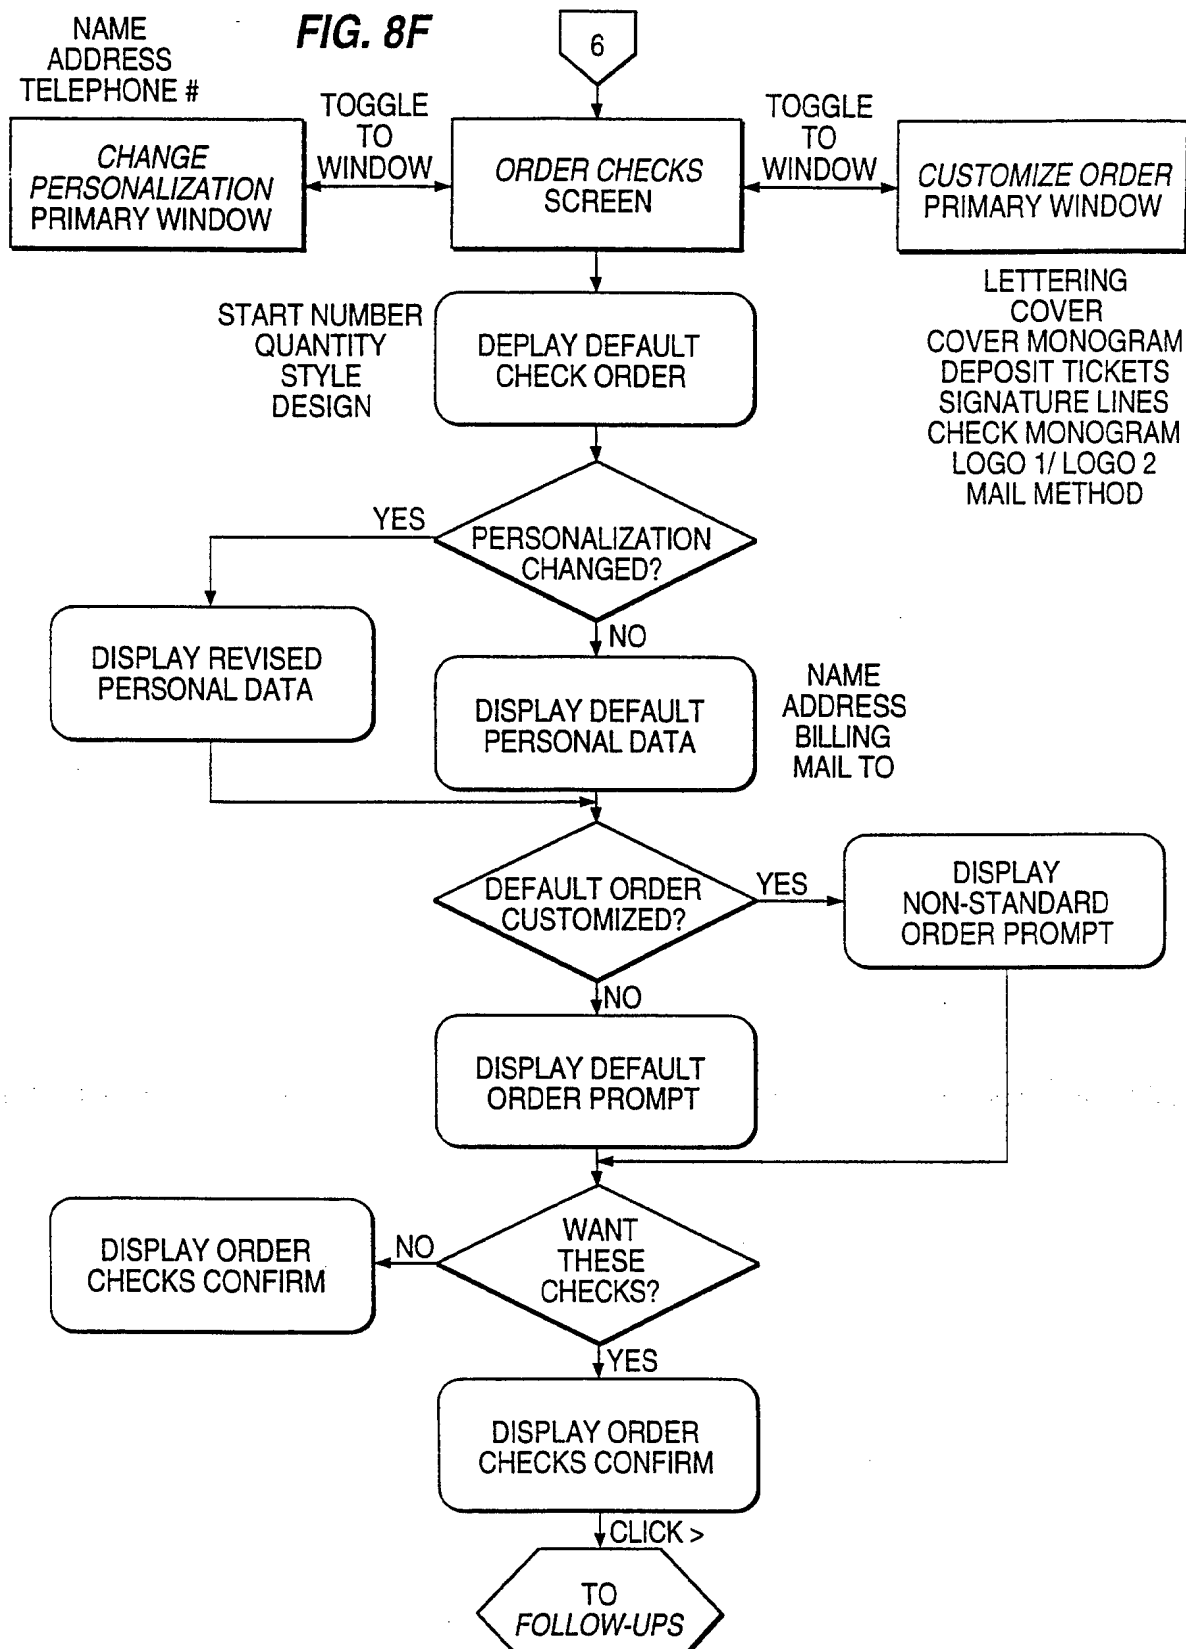 FIG. 8F
6
NAME
ADDRESS
TELEPHONE #
CHANGE
PERSONALIZATION
PRIMARY WINDOW
TOGGLE
TO
WINDOW
ORDER CHECKS
SCREEN
TOGGLE
TO
WINDOW
CUSTOMIZE ORDER
PRIMARY WINDOW
LETTERING
COVER
COVER MONOGRAM
DEPOSIT TICKETS
SIGNATURE LINES
CHECK MONOGRAM
LOGO 1/ LOGO 2
MAIL METHOD
START NUMBER
QUANTITY
STYLE
DESIGN
DEPLAY DEFAULT
CHECK ORDER
PERSONALIZATION
CHANGED?
YES
DISPLAY REVISED
PERSONAL DATA
NO
DISPLAY DEFAULT
PERSONAL DATA
NAME
ADDRESS
BILLING
MAIL TO
DEFAULT ORDER
CUSTOMIZED?
YES
DISPLAY
NON-STANDARD
ORDER PROMPT
NO
DISPLAY DEFAULT
ORDER PROMPT
WANT
THESE
CHECKS?
NO
DISPLAY ORDER
CHECKS CONFIRM
YES
DISPLAY ORDER
CHECKS CONFIRM
CLICK >
TO
FOLLOW-UPS